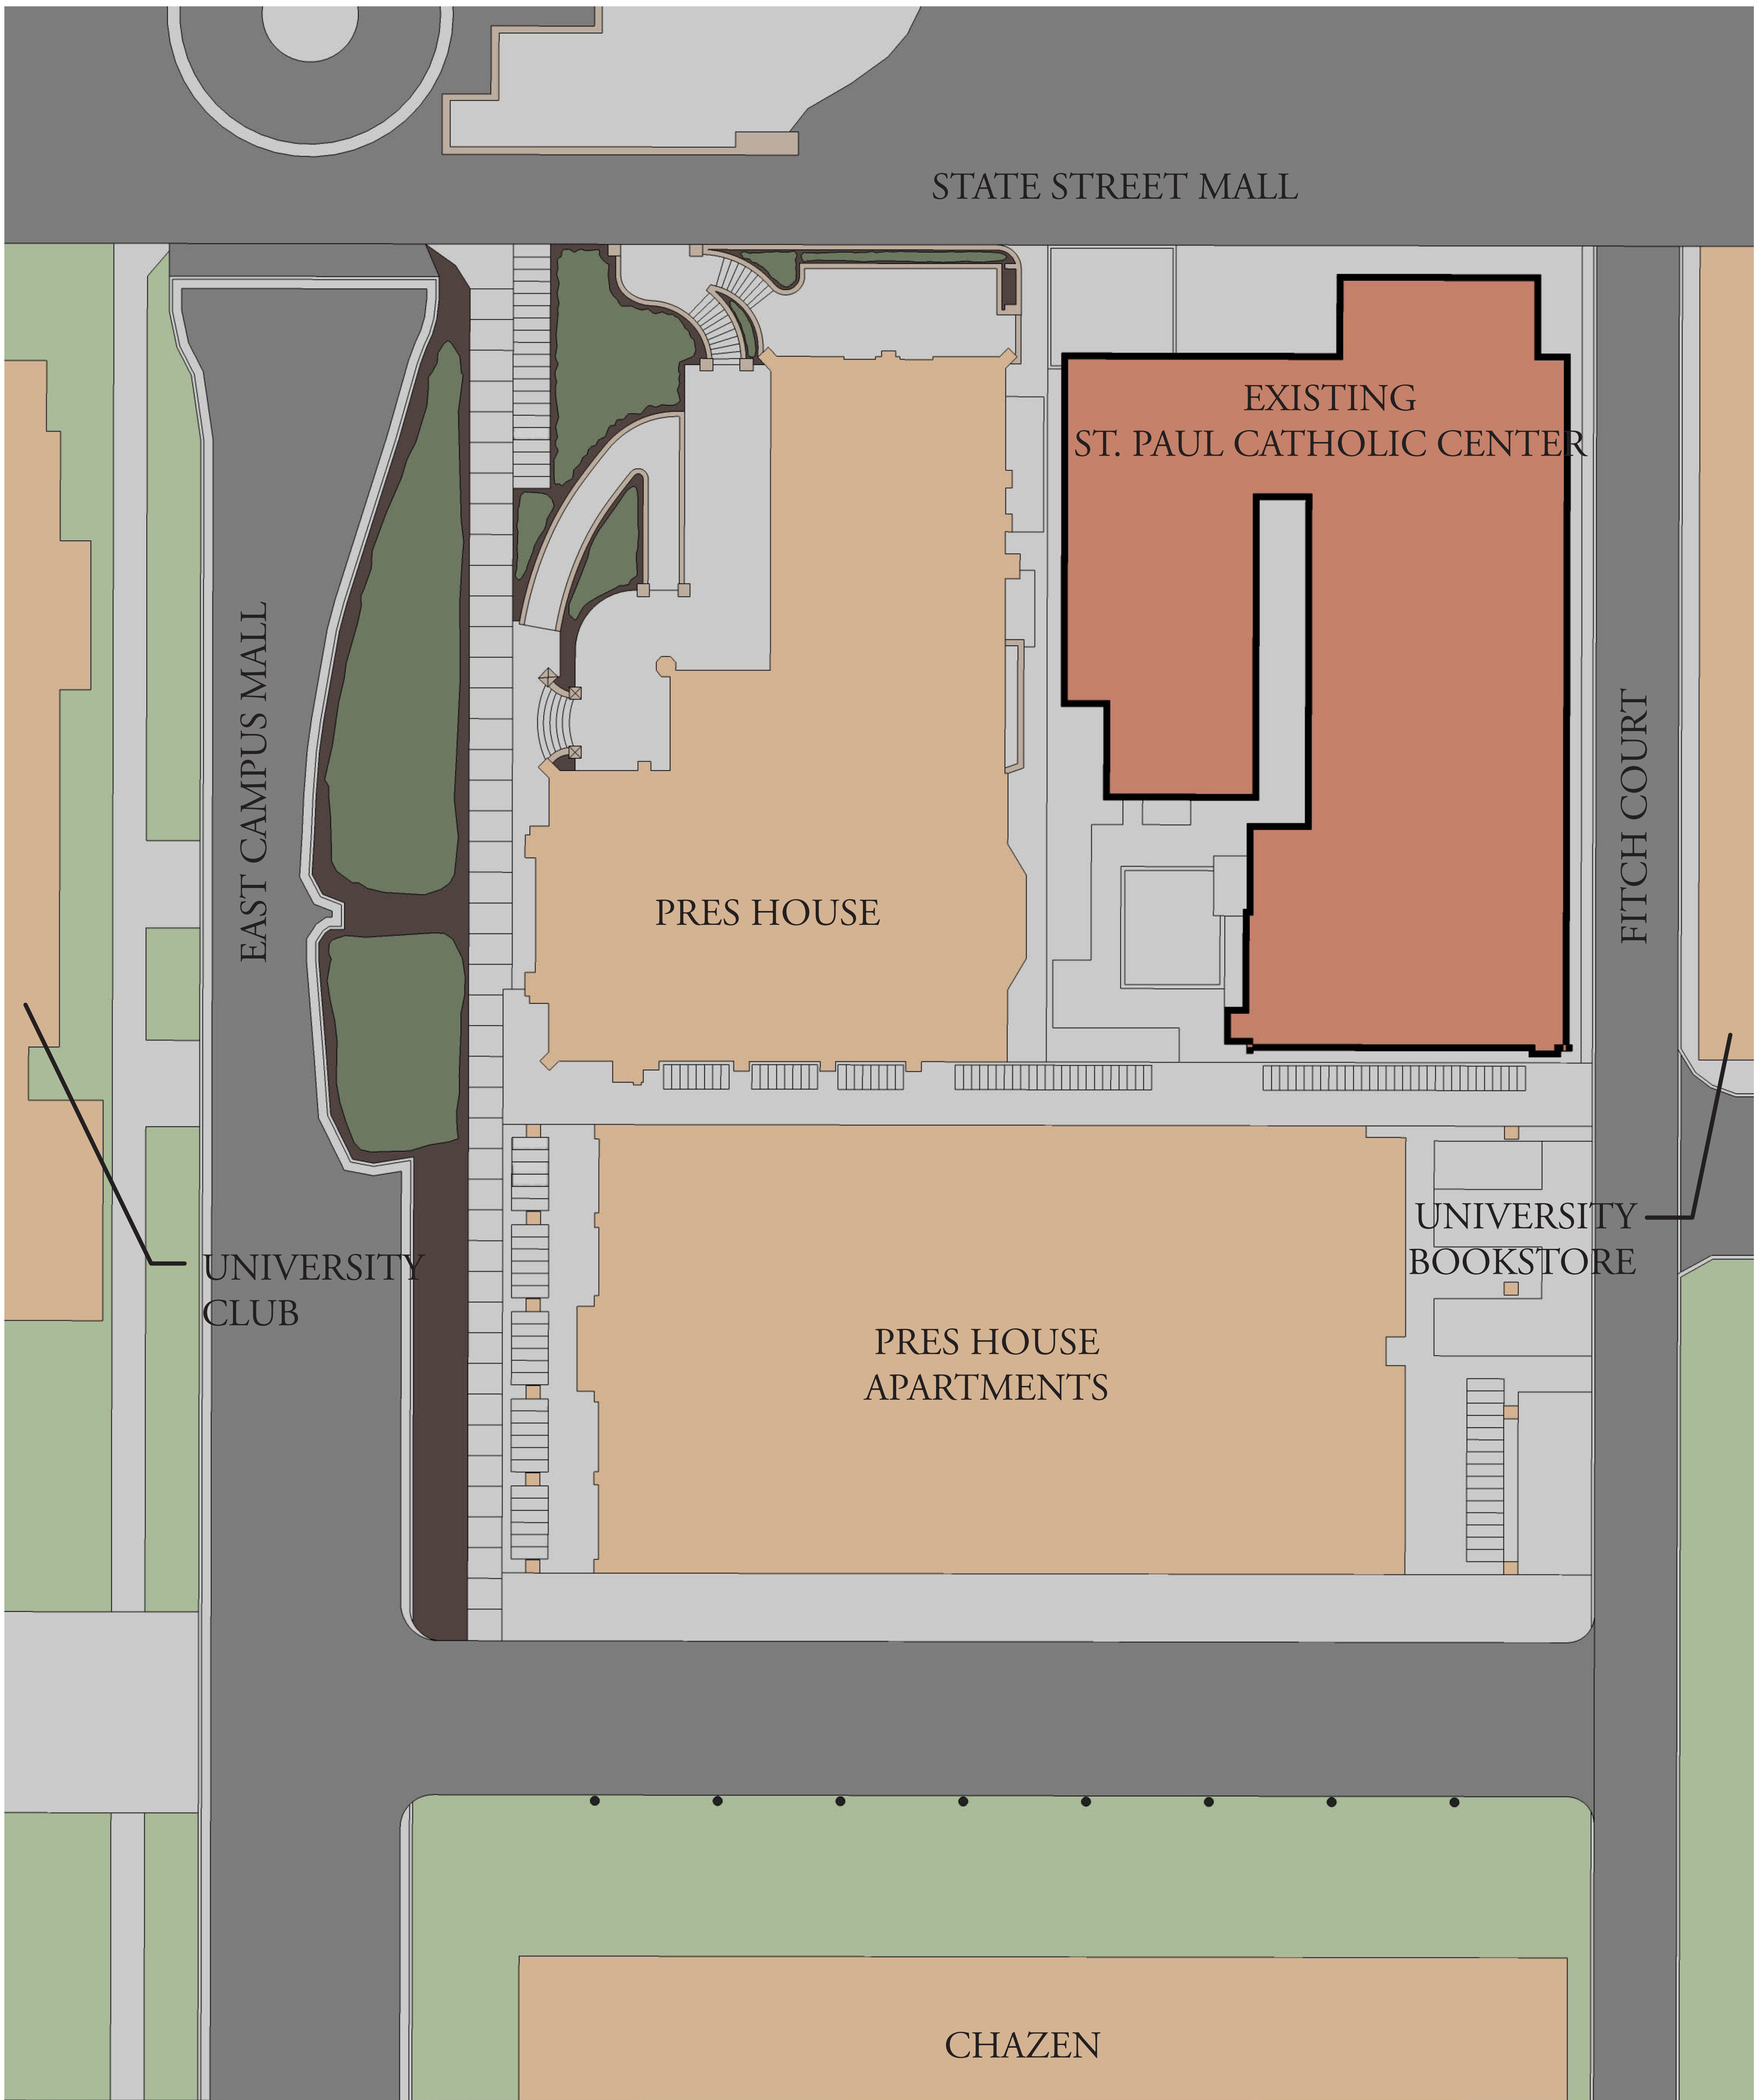 STATE STREET MALL
EXISTING
ST. PAUL CATHOLIC CENTER
EAST CAMPUS MALL
FITCH COURT
PRES HOUSE
UNIVERSITY
CLUB
UNIVERSITY
BOOKSTORE
PRES HOUSE
APARTMENTS
CHAZEN